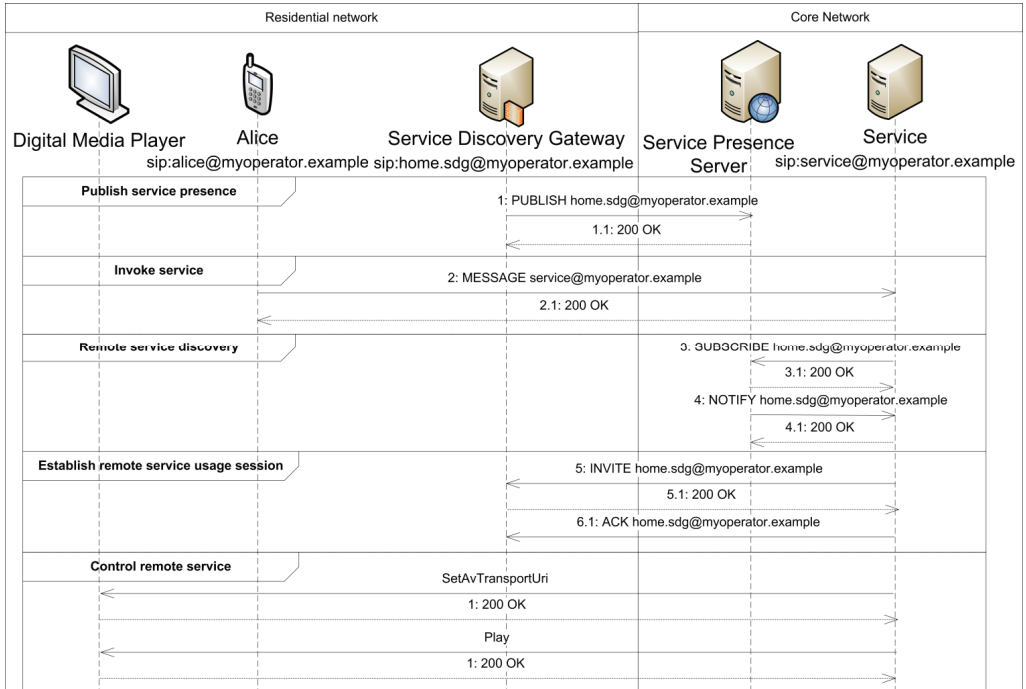 Residential network
Core Network
Digital Media Player
Alice
sip:alice@myoperator.example
Service Discovery Gateway
sip:home.sdg@myoperator.example
Service Presence
Server
Service
sip:service@myoperator.example
Publish service presence
1: PUBLISH home.sdg@myoperator.example
1.1: 200 OK
Invoke service
2: MESSAGE service@myoperator.example
2.1: 200 OK
Remote service discovery
3: SUBSCRIBE home.sdg@myoperator.example
3.1: 200 OK
4: NOTIFY home.sdg@myoperator.example
4.1: 200 OK
Establish remote service usage session
5: INVITE home.sdg@myoperator.example
5.1: 200 OK
6.1: ACK home.sdg@myoperator.example
Control remote service
SetAvTransportUri
1: 200 OK
Play
1: 200 OK